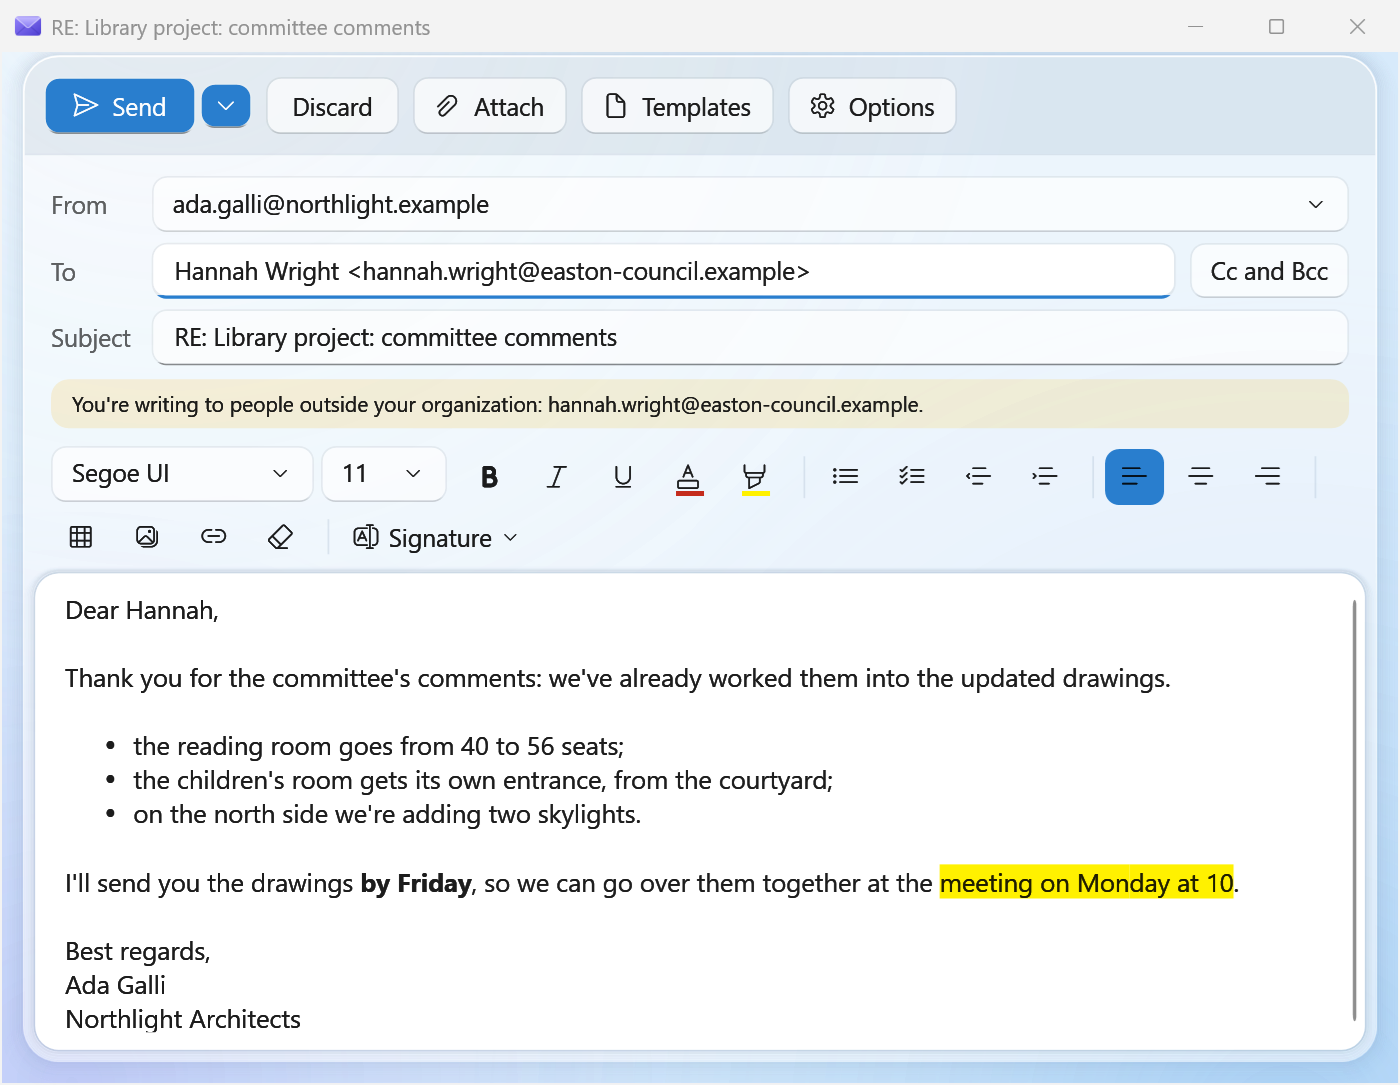 RE: Library project: committee comments
Send
Discard
Attach
Templates
Options
From
ada.galli@northlight.example
To
Hannah Wright <hannah.wright@easton-council.example>
Cc and Bcc
Subject
RE: Library project: committee comments
You're writing to people outside your organization: hannah.wright@easton-council.example.
Segoe UI
11
B
I
U
A
Signature
Dear Hannah,
Thank you for the committee's comments: we've already worked them into the updated drawings.
• the reading room goes from 40 to 56 seats;
• the children's room gets its own entrance, from the courtyard;
• on the north side we're adding two skylights.
I'll send you the drawings by Friday, so we can go over them together at the meeting on Monday at 10.
Best regards,
Ada Galli
Northlight Architects